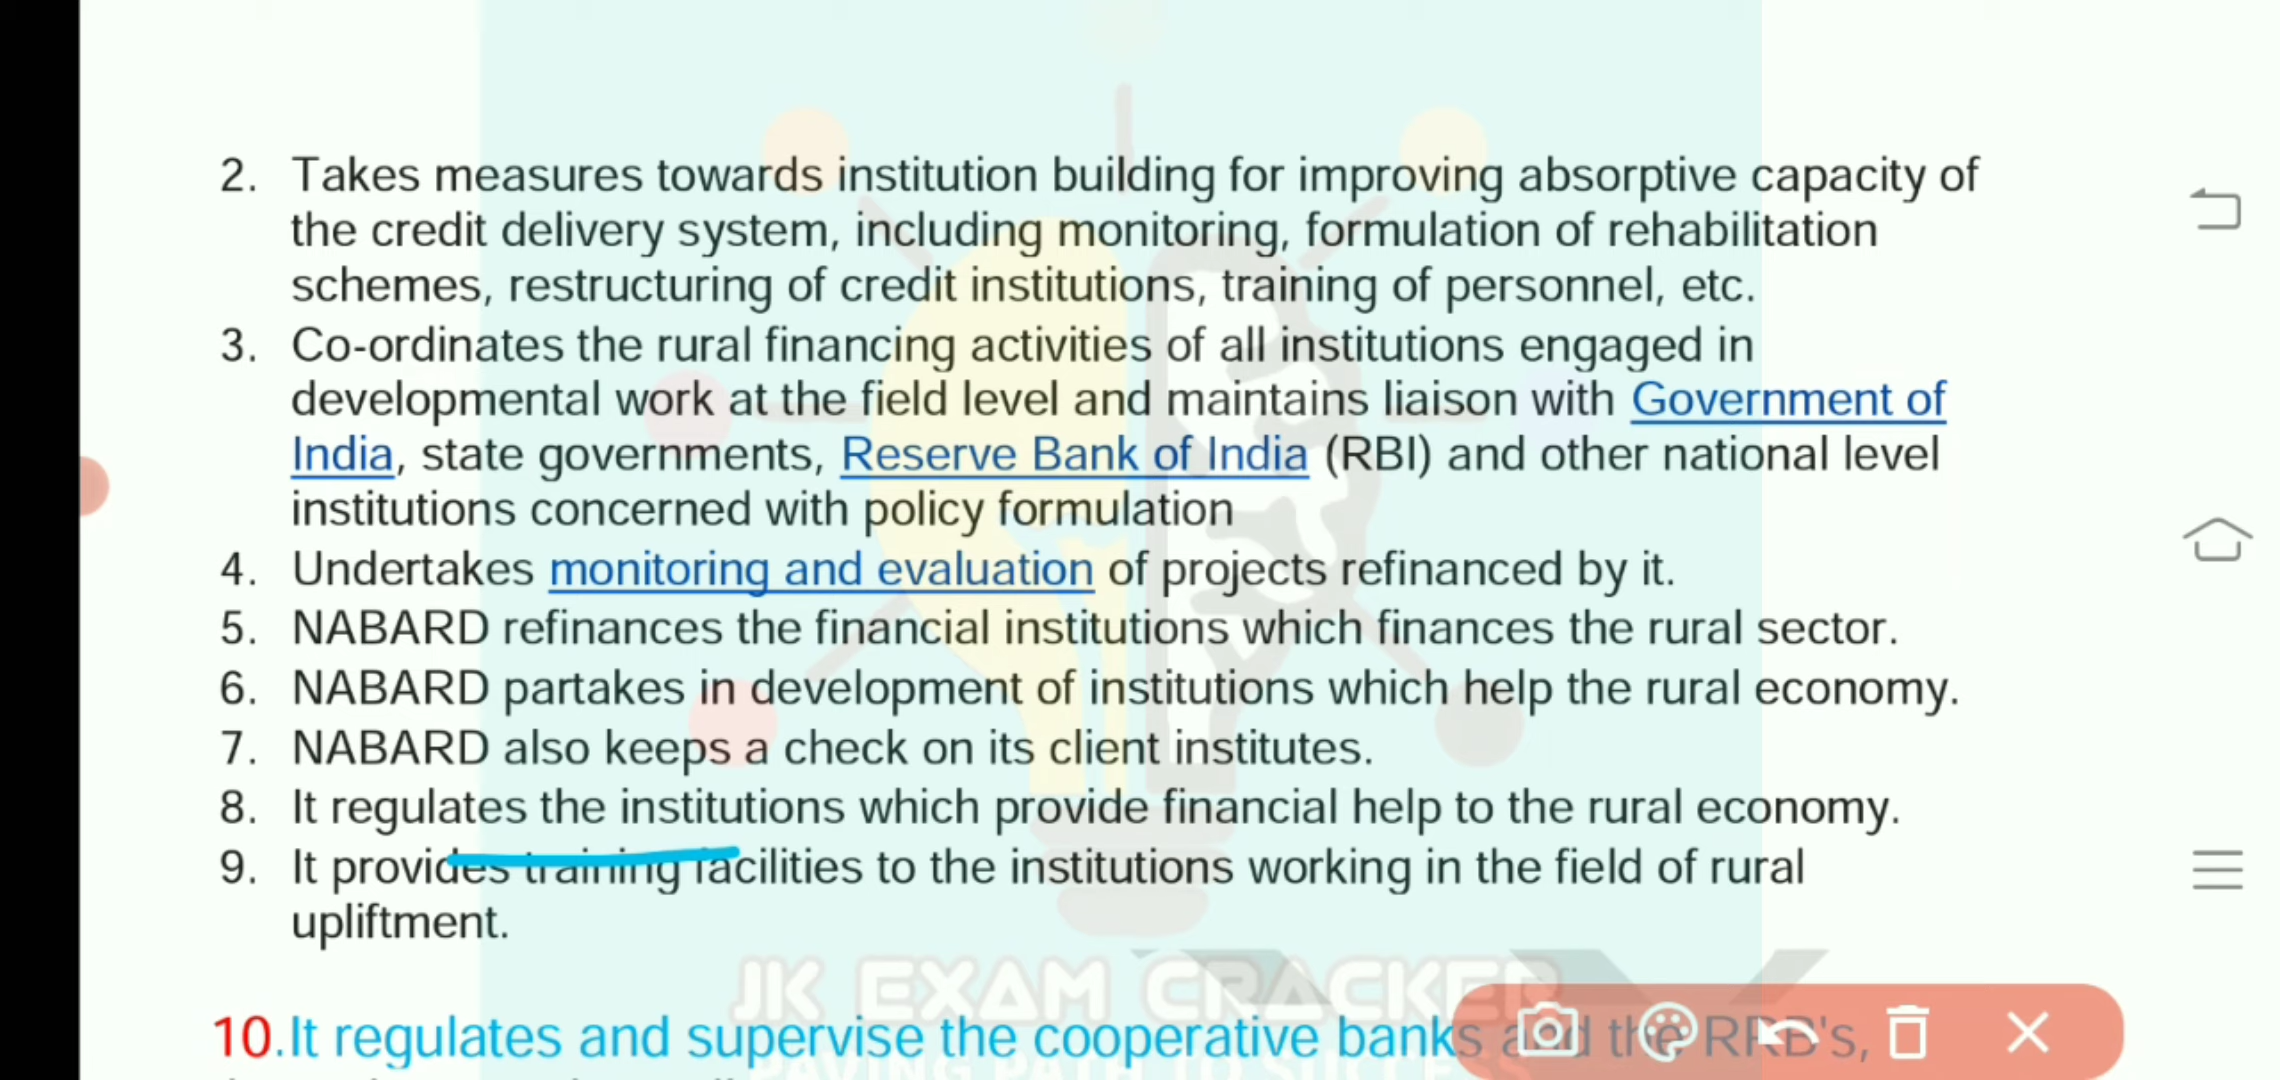 2. Takes measures towards institution building for improving absorptive capacity of
the credit delivery system, including monitoring, formulation of rehabilitation
schemes, restructuring of credit institutions, training of personnel, etc.
3. Co-ordinates the rural financing activities of all institutions engaged in
developmental work at the field level and maintains liaison with Government of
India, state governments, Reserve Bank of India (RBI) and other national level
institutions concerned with policy formulation
4. Undertakes monitoring and evaluation of projects refinanced by it.
5. NABARD refinances the financial institutions which finances the rural sector.
6. NABARD partakes in development of institutions which help the rural economy.
7. NABARD also keeps a check on its client institutes.
8. It regulates the institutions which provide financial help to the rural economy.
9. It provides training facilities to the institutions working in the field of rural
upliftment.
JK EXAM CRACKER
10.It regulates and supervise the cooperative banks and the RRB's,
PAVING PATH TO SUCCESS